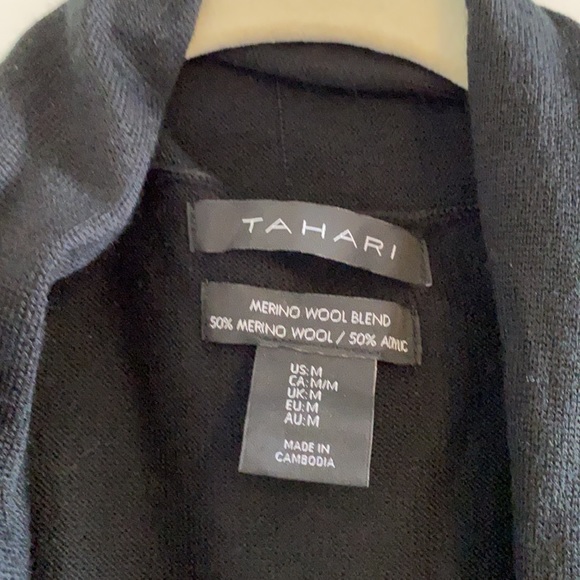 TAHARI
MERINO WOOL BLEND
50% MERINO WOOL / 50% ACRYLIC
US:M
CA:M/M
UK:M
EU:M
AU:M
MADE IN
CAMBODIA